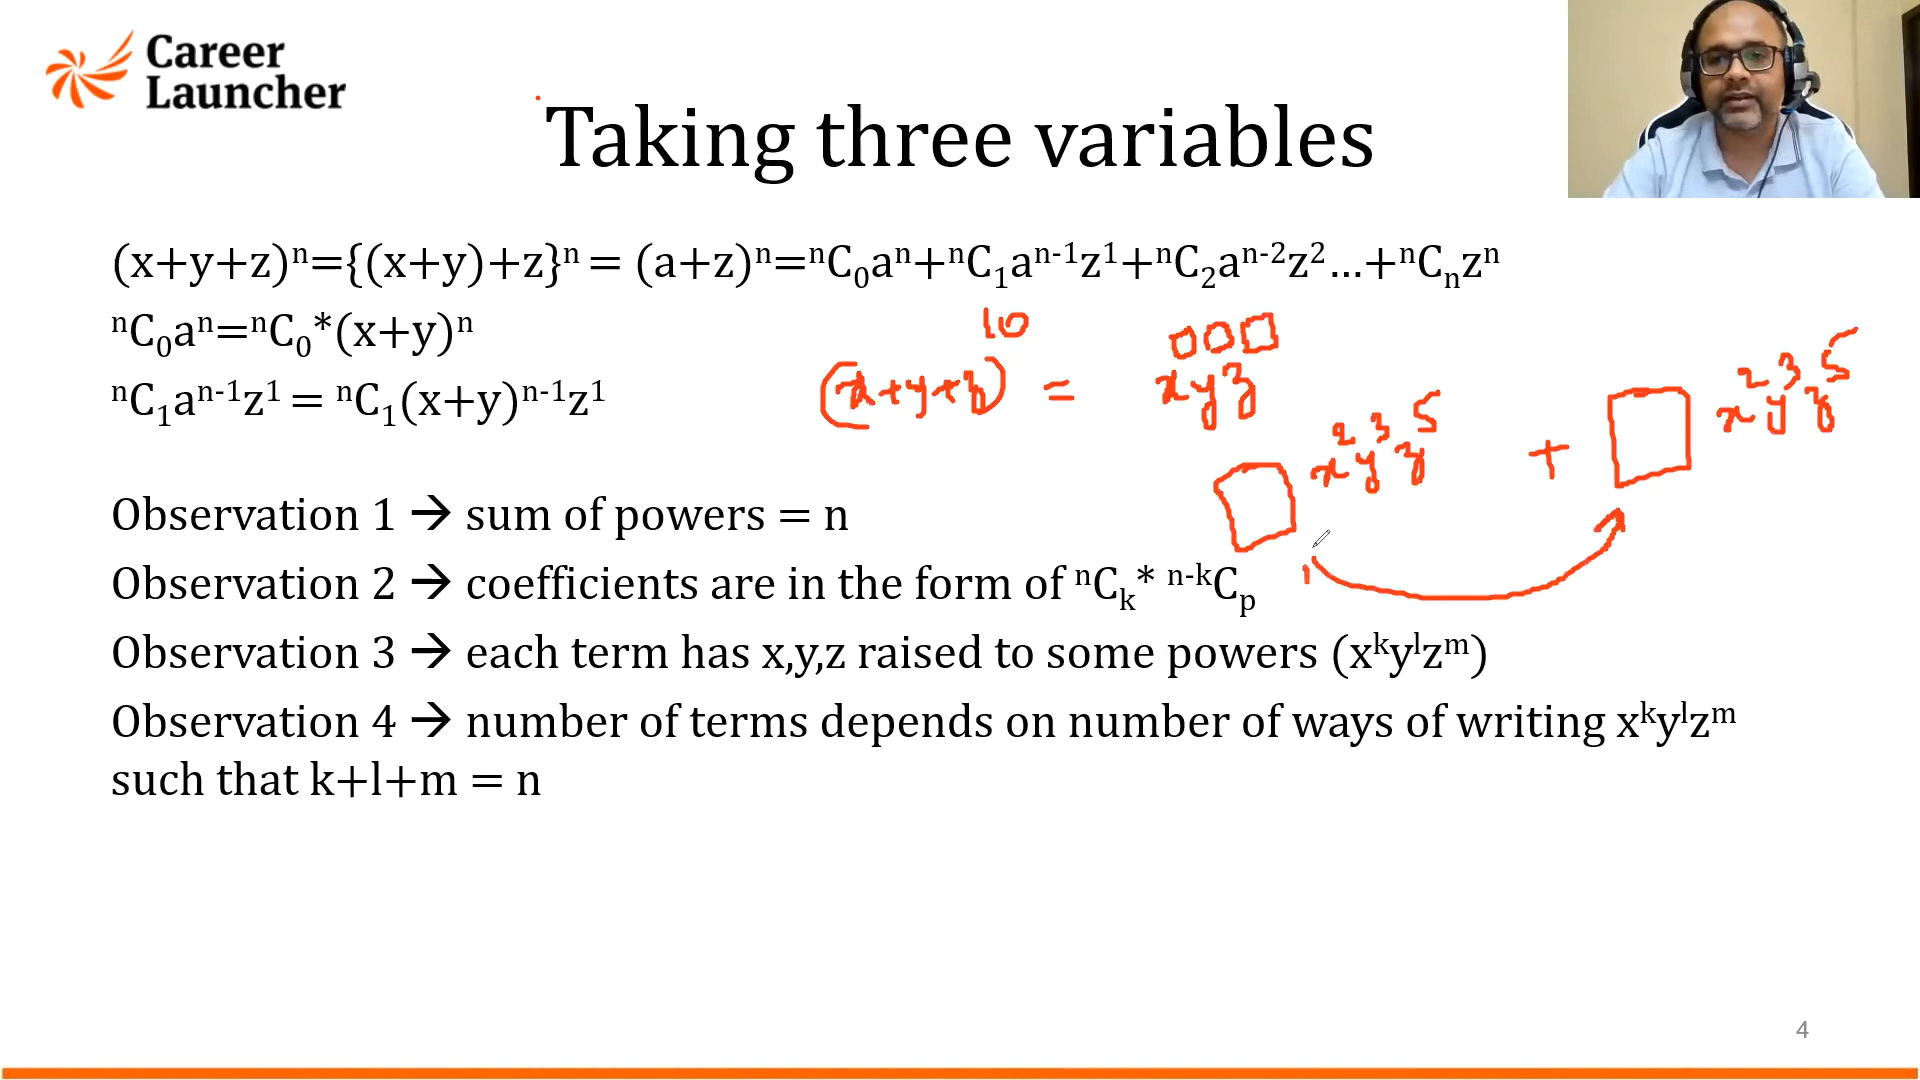 Career
Launcher
Taking three variables
(x+y+z)ⁿ={(x+y)+z}ⁿ = (a+z)ⁿ=ⁿC₀aⁿ+ⁿC₁aⁿ⁻¹z¹+ⁿC₂aⁿ⁻²z²...+ⁿCₙzⁿ
ⁿC₀aⁿ=ⁿC₀*(x+y)ⁿ
ⁿC₁aⁿ⁻¹z¹ = ⁿC₁(x+y)ⁿ⁻¹z¹
(x+y+z)¹⁰ = x y z
x²y³z⁵ + x²y³z⁵
Observation 1 → sum of powers = n
Observation 2 → coefficients are in the form of ⁿCₖ* ⁿ⁻ᵏCₚ
Observation 3 → each term has x,y,z raised to some powers (xᵏyˡzᵐ)
Observation 4 → number of terms depends on number of ways of writing xᵏyˡzᵐ
such that k+l+m = n
4